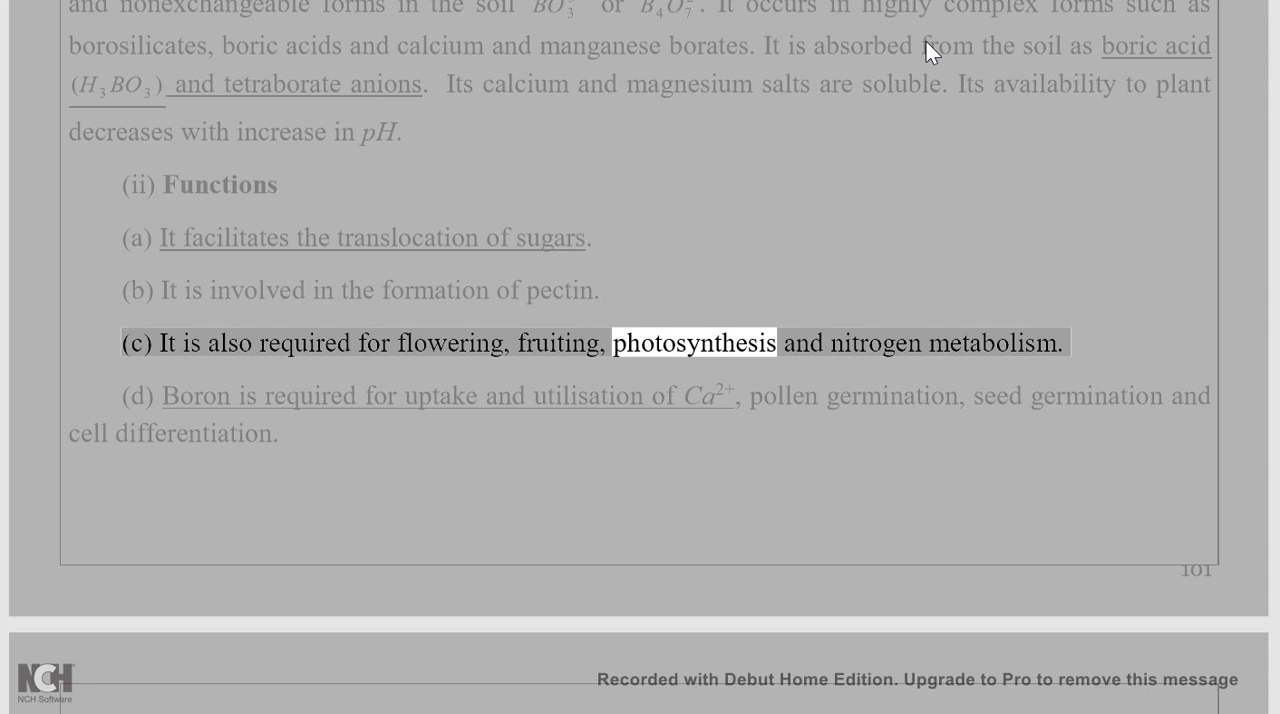 and nonexchangeable forms in the soil BO₃³⁻ or B₄O₇²⁻. It occurs in highly complex forms such as
borosilicates, boric acids and calcium and manganese borates. It is absorbed from the soil as boric acid
(H₃BO₃) and tetraborate anions. Its calcium and magnesium salts are soluble. Its availability to plant
decreases with increase in pH.
(ii) Functions
(a) It facilitates the translocation of sugars.
(b) It is involved in the formation of pectin.
(c) It is also required for flowering, fruiting, photosynthesis and nitrogen metabolism.
(d) Boron is required for uptake and utilisation of Ca²⁺, pollen germination, seed germination and
cell differentiation.
101
NCH
NCH Software
Recorded with Debut Home Edition. Upgrade to Pro to remove this message